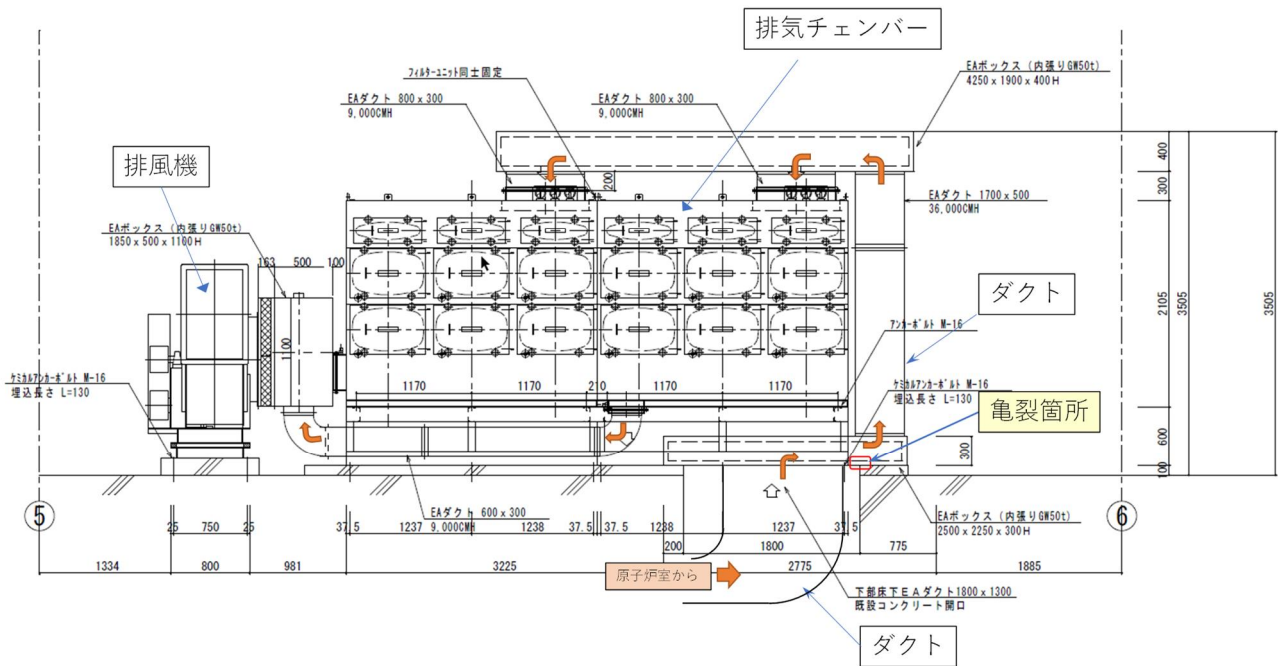 排気チェンバー
フィルターユニット同士固定
EAボックス (内張りGW50t)
4250 x 1900 x 400H
EAダクト 800 x 300
9,000CMH
EAダクト 800 x 300
9,000CMH
排風機
400
300
200
EAダクト 1700 x 500
36,000CMH
EAボックス (内張りGW50t)
1850 x 500 x 1100H
163
500
100
ダクト
2105
3505
3505
アンカーボルト M-16
1100
ケミカルアンカーボルト M-16
埋込長さ L=130
1170
1170
210
1170
1170
ケミカルアンカーボルト M-16
埋込長さ L=130
亀裂箇所
300
600
100
5
6
EAダクト 600 x 300
9,000CMH
EAボックス (内張りGW50t)
2500 x 2250 x 300H
25
750
25
37.5
1237
1238
37.5
37.5
1238
1237
37.5
200
1800
775
1334
800
981
3225
2775
1885
原子炉室から
下部床下EAダクト1800 x 1300
既設コンクリート開口
ダクト